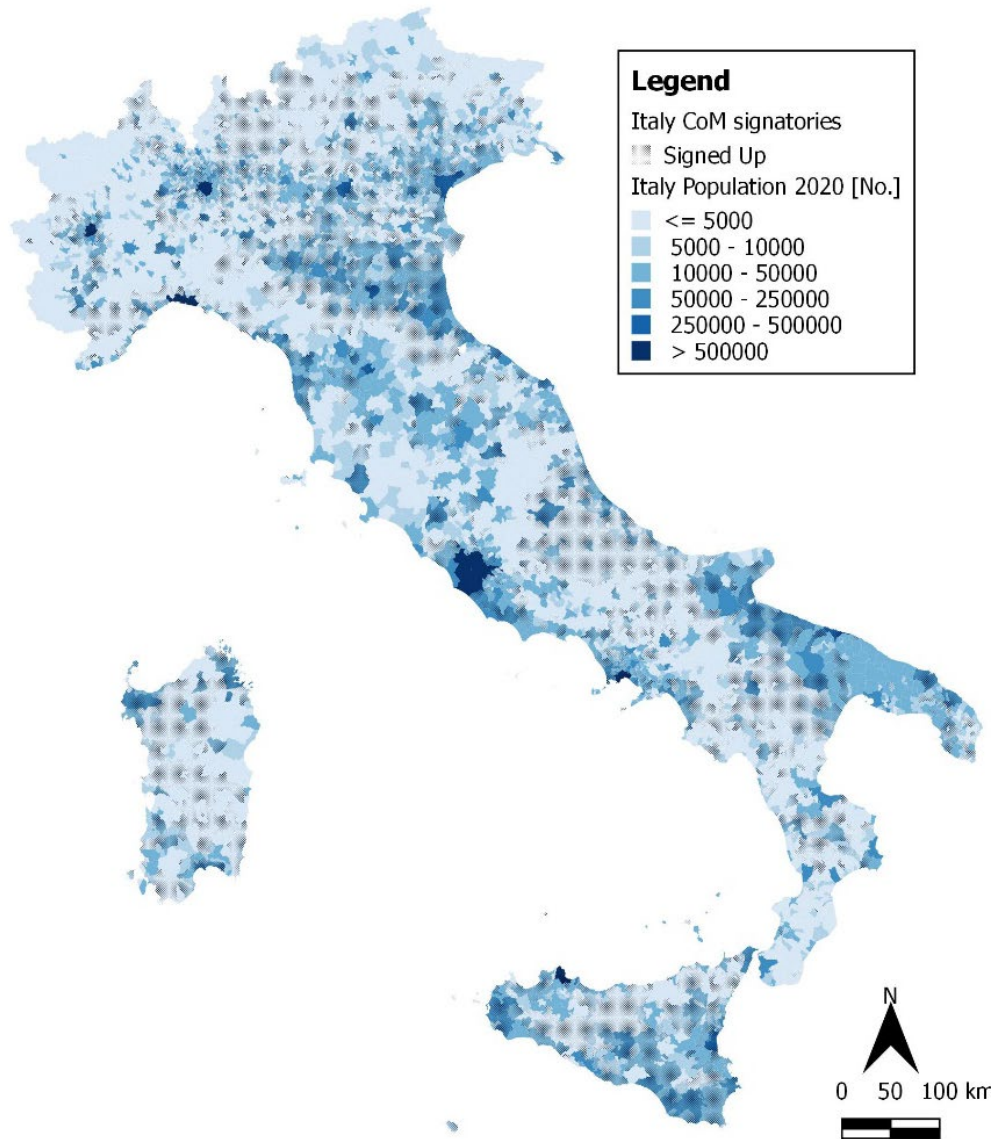 Legend
Italy CoM signatories
Signed Up
Italy Population 2020 [No.]
<= 5000
5000 - 10000
10000 - 50000
50000 - 250000
250000 - 500000
> 500000
N
0 50 100 km